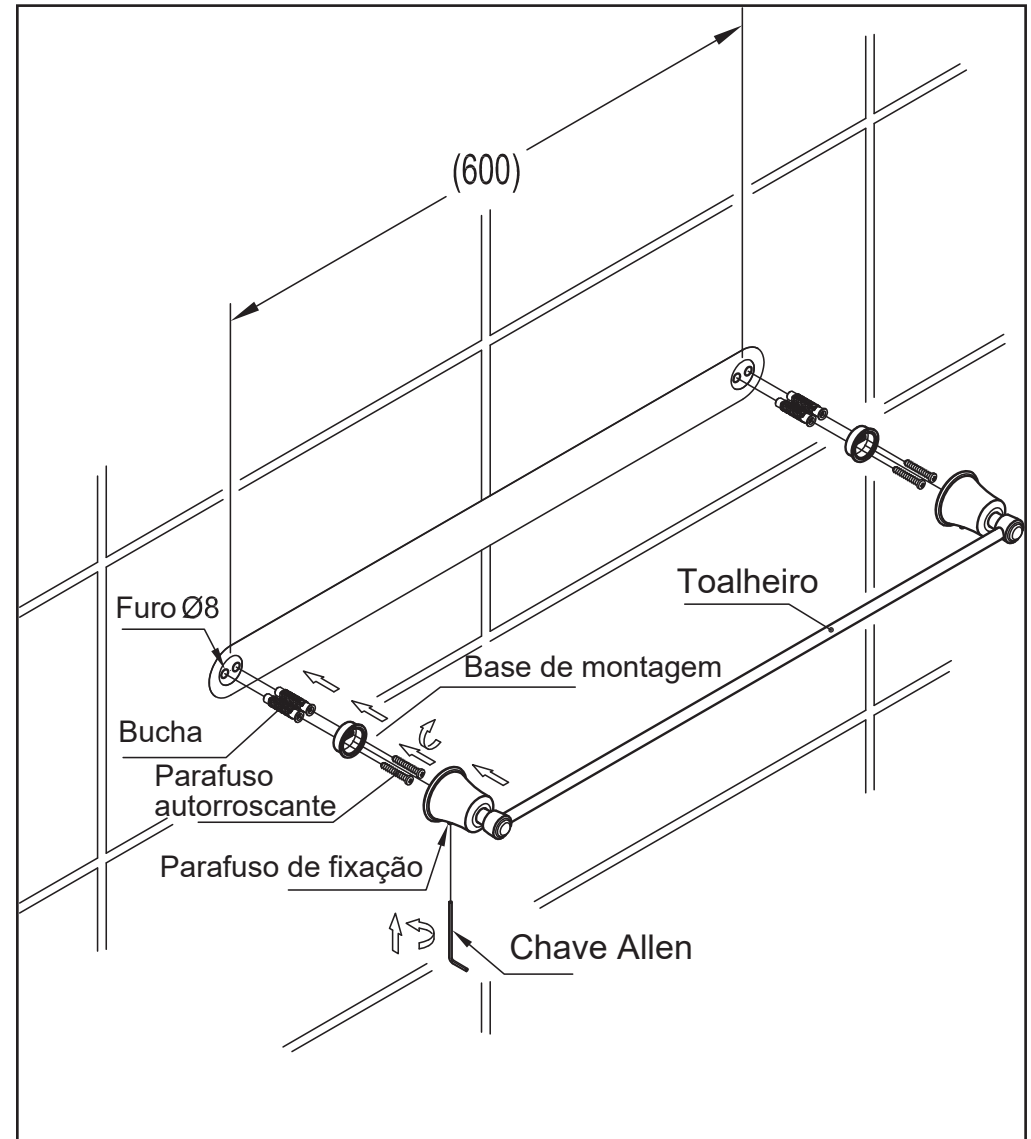 (600)
Toalheiro
Furo Ø8
Base de montagem
Bucha
Parafuso
autorroscante
Parafuso de fixação
Chave Allen